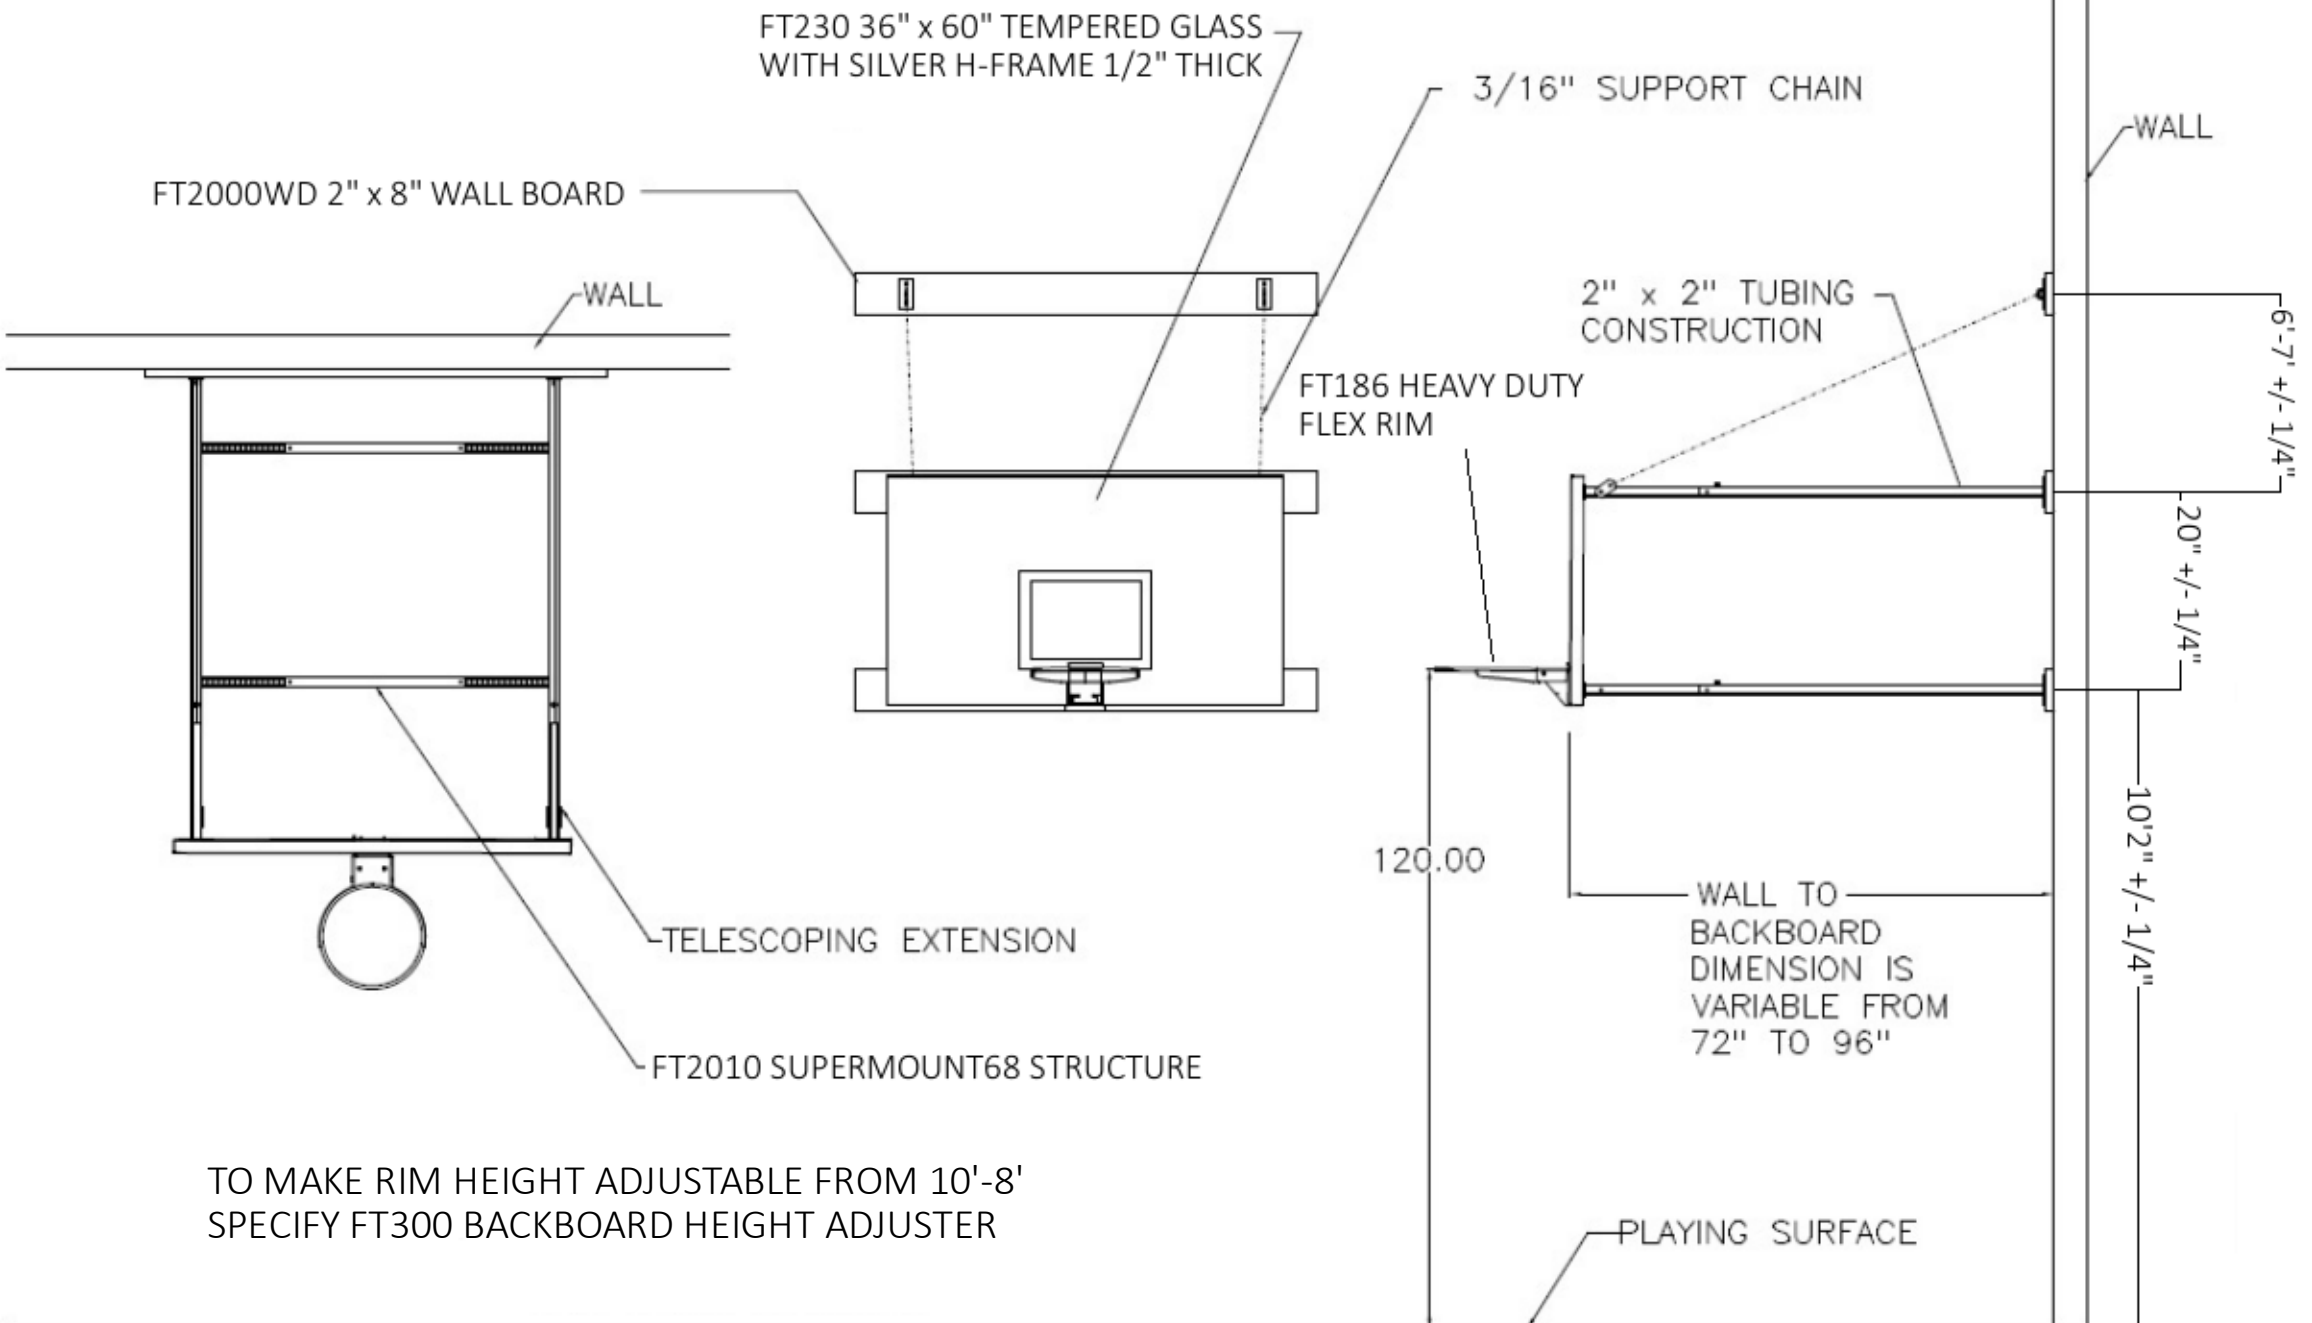 FT230 36" x 60" TEMPERED GLASS
WITH SILVER H-FRAME 1/2" THICK
3/16" SUPPORT CHAIN
WALL
FT2000WD 2" x 8" WALL BOARD
WALL
2" x 2" TUBING
CONSTRUCTION
6'-7' +/- 1/4"
FT186 HEAVY DUTY
FLEX RIM
20" +/- 1/4"
10'2" +/- 1/4"
120.00
WALL TO
BACKBOARD
DIMENSION IS
VARIABLE FROM
72" TO 96"
TELESCOPING EXTENSION
FT2010 SUPERMOUNT68 STRUCTURE
TO MAKE RIM HEIGHT ADJUSTABLE FROM 10'-8'
SPECIFY FT300 BACKBOARD HEIGHT ADJUSTER
PLAYING SURFACE